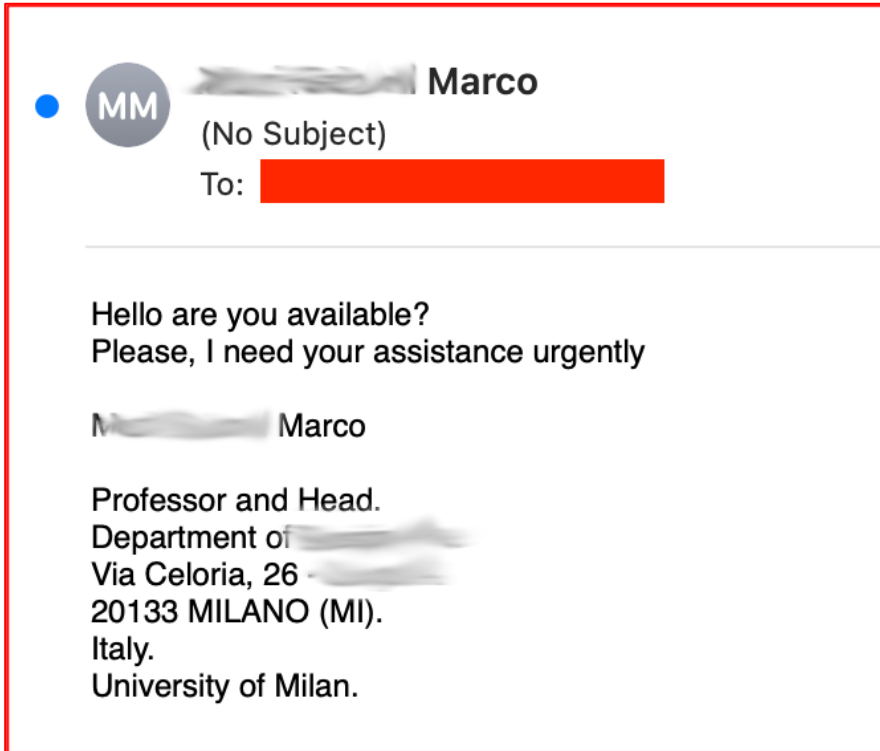 MM
Marco
(No Subject)
To:
Hello are you available?
Please, I need your assistance urgently
Marco
Professor and Head.
Department of
Via Celoria, 26 -
20133 MILANO (MI).
Italy.
University of Milan.